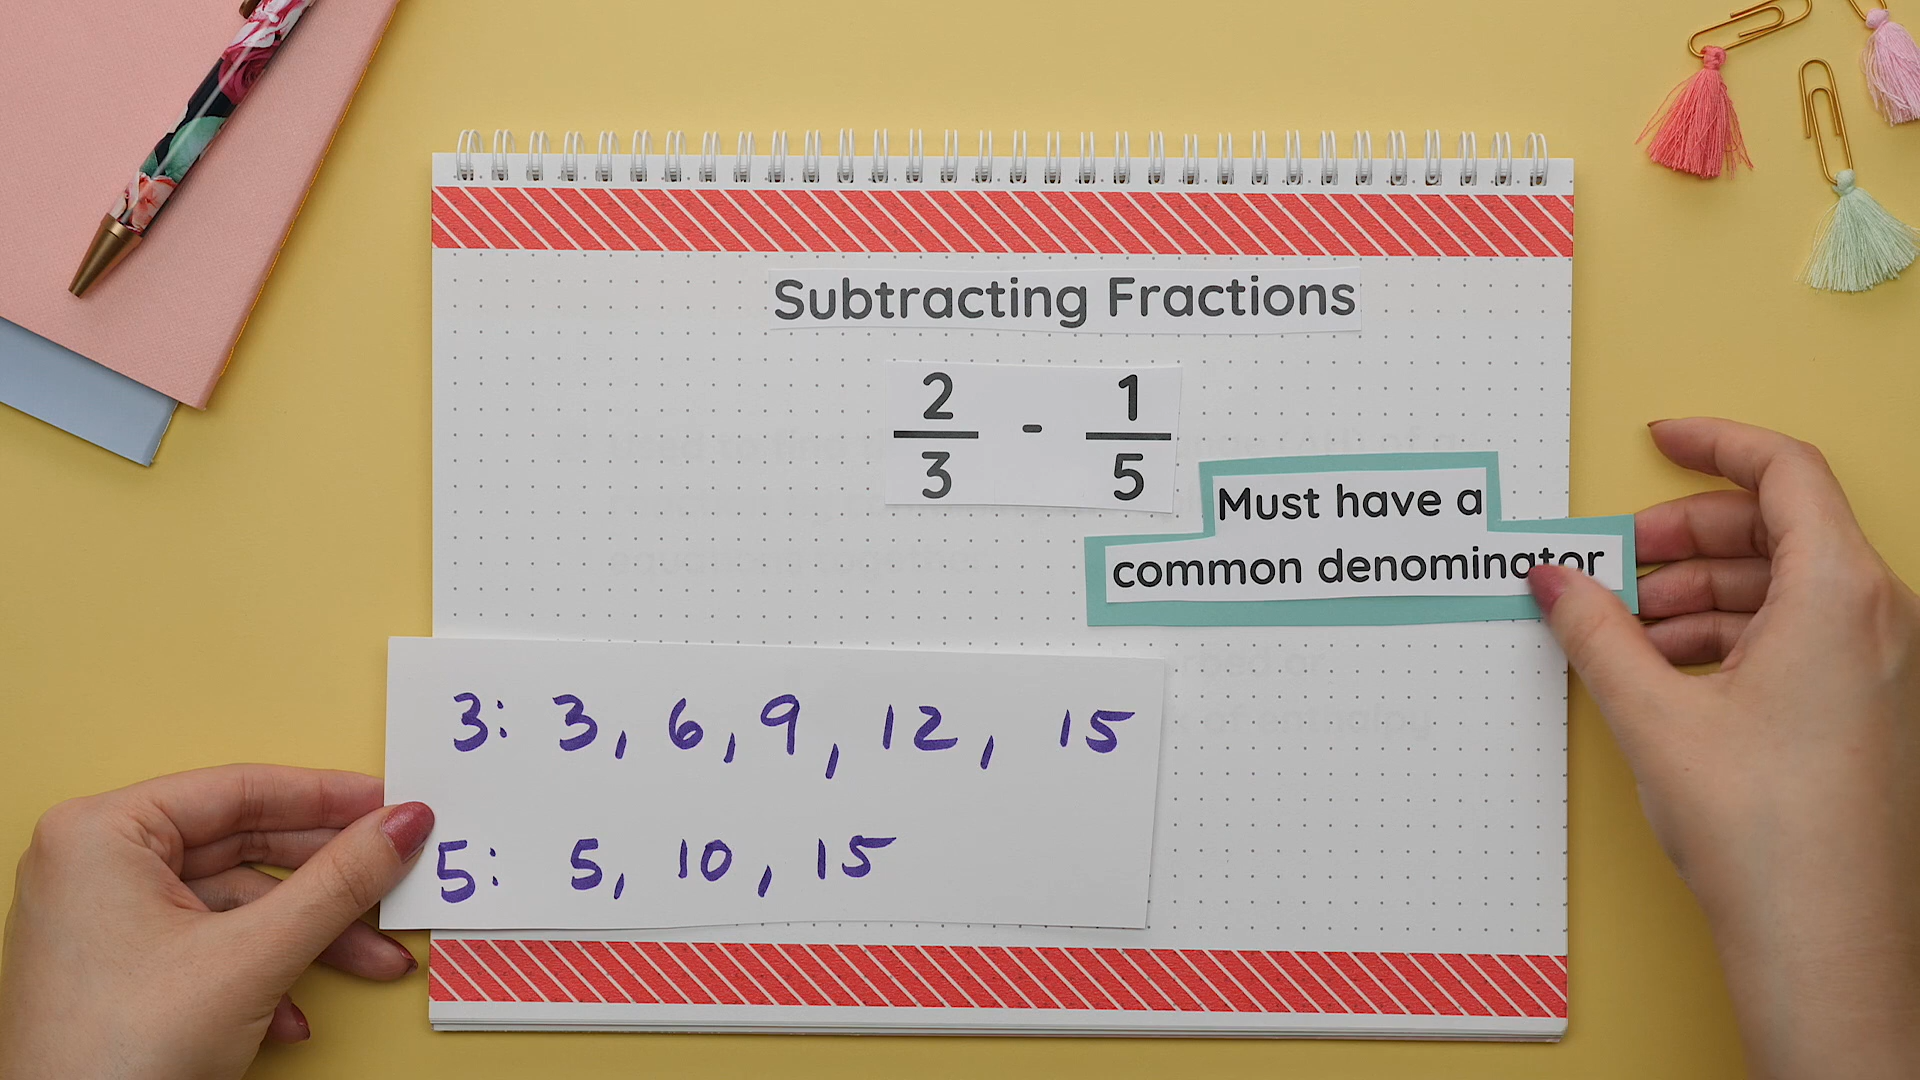 Subtracting Fractions
2 1
- 
3 5
Must have a
common denominator
3: 3, 6, 9, 12, 15
5: 5, 10, 15